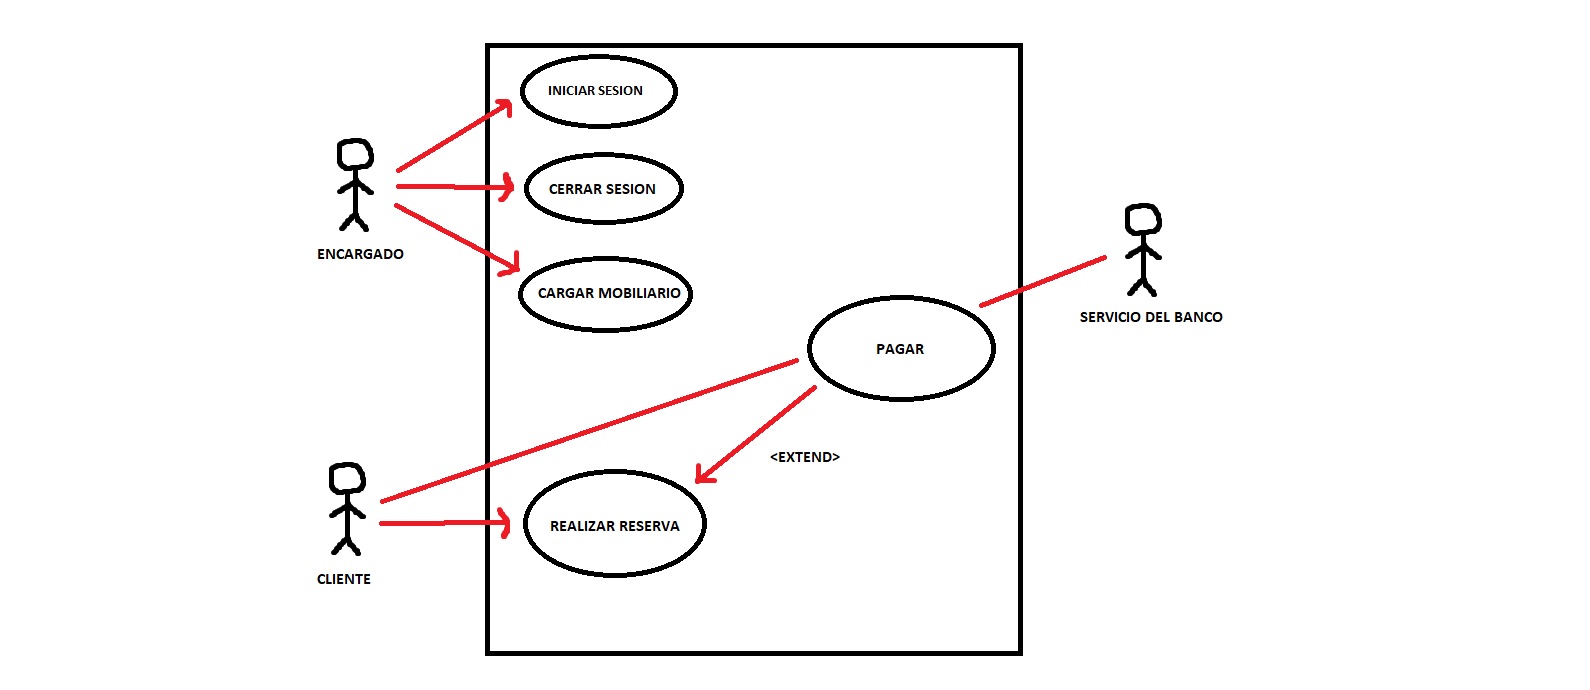 INICIAR SESION
CERRAR SESION
ENCARGADO
CARGAR MOBILIARIO
SERVICIO DEL BANCO
PAGAR
<EXTEND>
REALIZAR RESERVA
CLIENTE